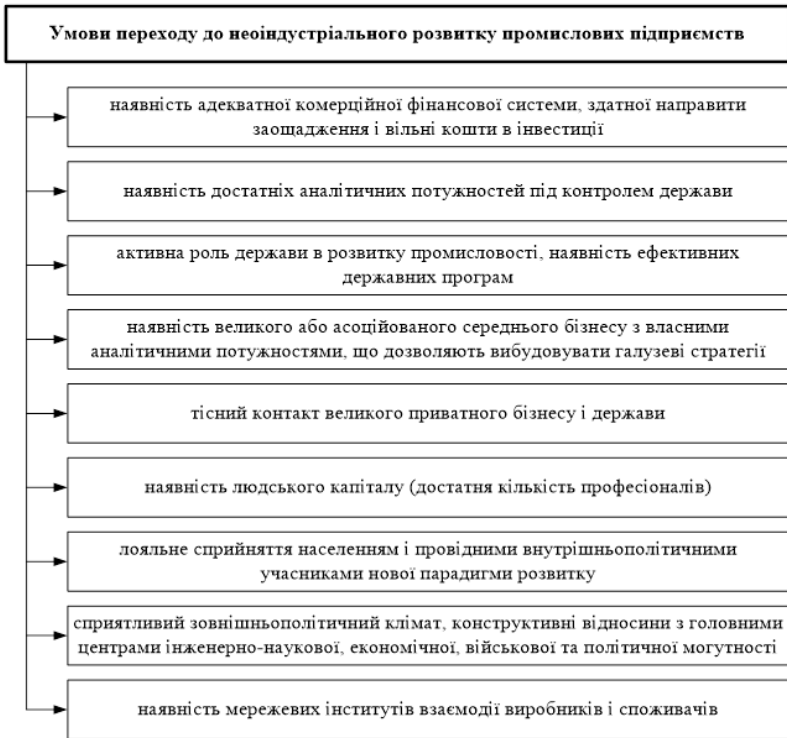 Умови переходу до неоіндустріального розвитку промислових підприємств
наявність адекватної комерційної фінансової системи, здатної направити
заощадження і вільні кошти в інвестиції
наявність достатніх аналітичних потужностей під контролем держави
активна роль держави в розвитку промисловості, наявність ефективних
державних програм
наявність великого або асоційованого середнього бізнесу з власними
аналітичними потужностями, що дозволяють вибудовувати галузеві стратегії
тісний контакт великого приватного бізнесу і держави
наявність людського капіталу (достатня кількість професіоналів)
лояльне сприйняття населенням і провідними внутрішньополітичними
учасниками нової парадигми розвитку
сприятливий зовнішньополітичний клімат, конструктивні відносини з головними
центрами інженерно-наукової, економічної, військової та політичної могутності
наявність мережевих інститутів взаємодії виробників і споживачів